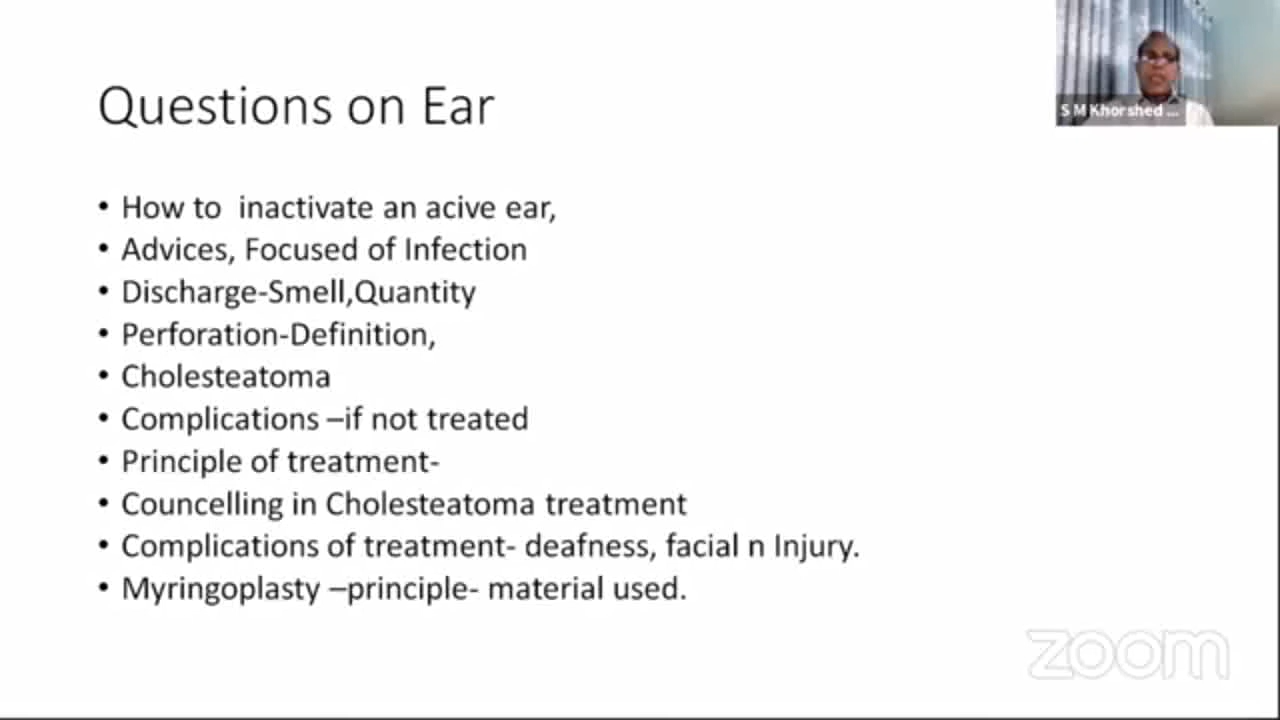 Questions on Ear
S M Khorshed ...
• How to inactivate an acive ear,
• Advices, Focused of Infection
• Discharge-Smell,Quantity
• Perforation-Definition,
• Cholesteatoma
• Complications –if not treated
• Principle of treatment-
• Councelling in Cholesteatoma treatment
• Complications of treatment- deafness, facial n Injury.
• Myringoplasty –principle- material used.
zoom